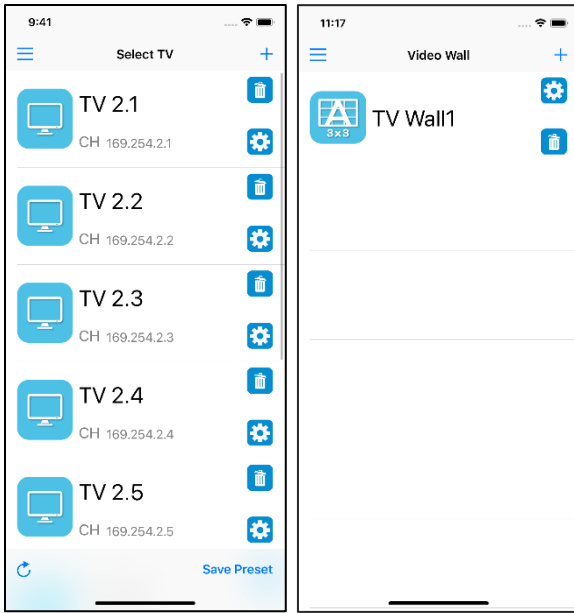 9:41
Select TV
TV 2.1
CH 169.254.2.1
TV 2.2
CH 169.254.2.2
TV 2.3
CH 169.254.2.3
TV 2.4
CH 169.254.2.4
TV 2.5
CH 169.254.2.5
Save Preset
11:17
Video Wall
A
3×3
TV Wall1